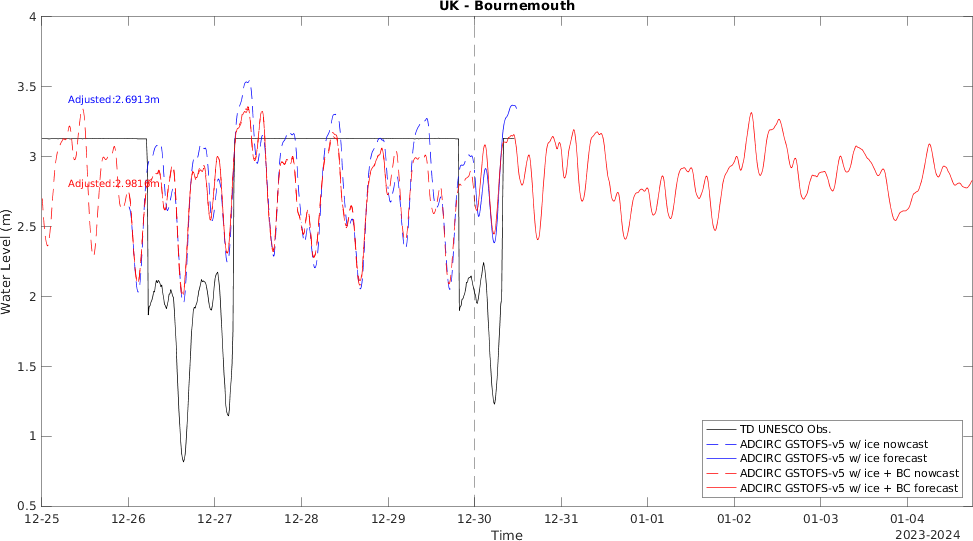 UK - Bournemouth
4
3.5
3
2.5
2
1.5
1
0.5
Water Level (m)
Adjusted:2.6913m
Adjusted:2.9816m
TD UNESCO Obs.
ADCIRC GSTOFS-v5 w/ ice nowcast
ADCIRC GSTOFS-v5 w/ ice forecast
ADCIRC GSTOFS-v5 w/ ice + BC nowcast
ADCIRC GSTOFS-v5 w/ ice + BC forecast
12-25 12-26 12-27 12-28 12-29 12-30 12-31 01-01 01-02 01-03 01-04
Time
2023-2024